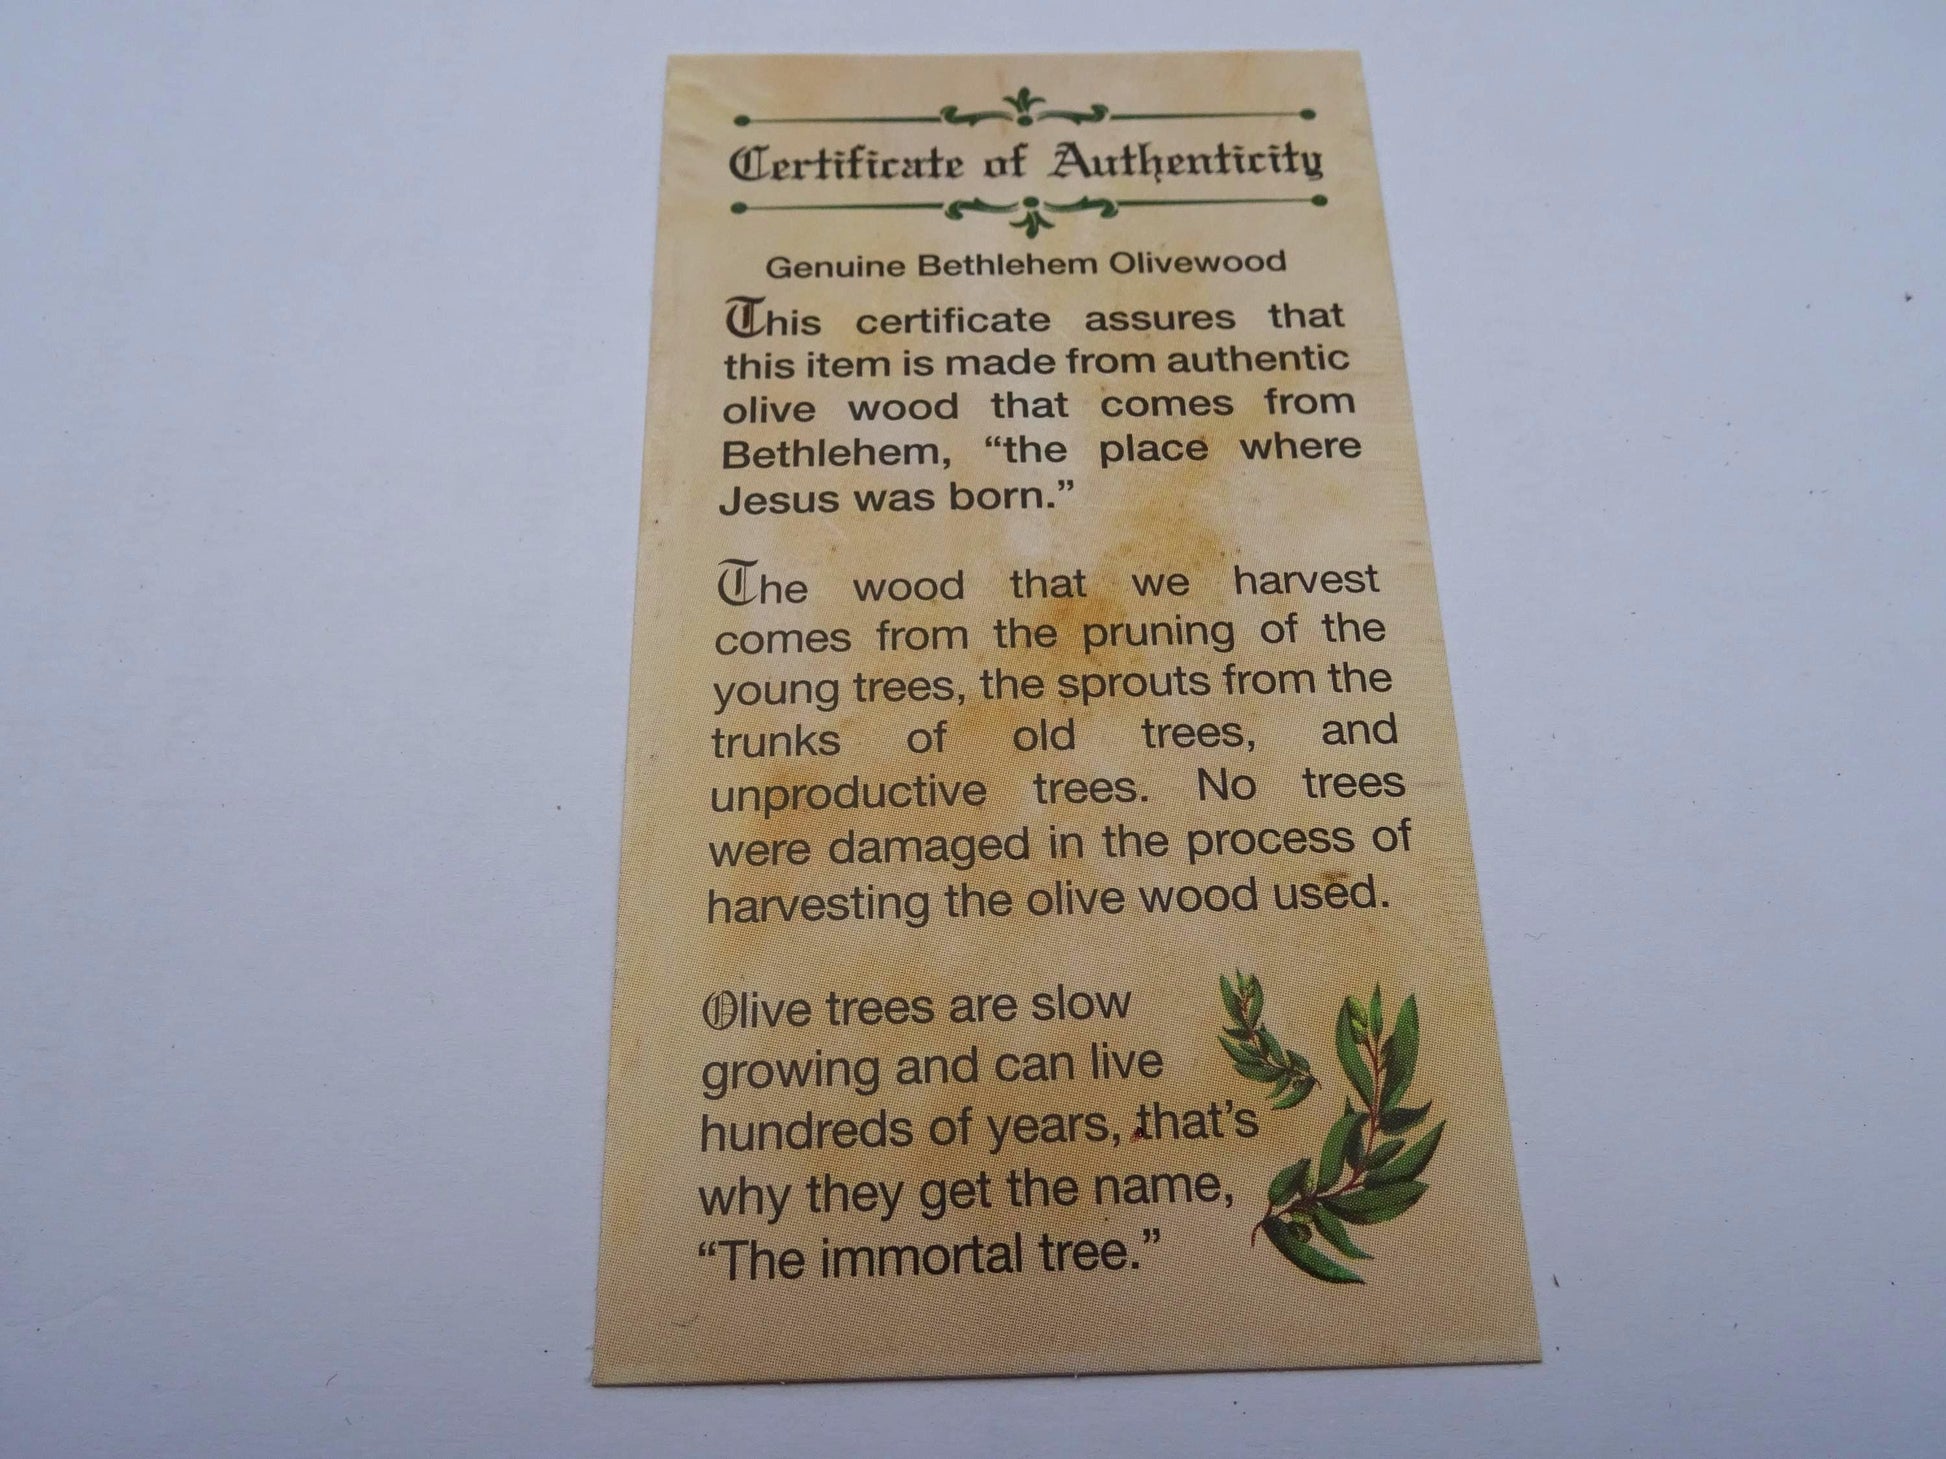 Certificate of Authenticity
Genuine Bethlehem Olivewood
This certificate assures that
this item is made from authentic
olive wood that comes from
Bethlehem, “the place where
Jesus was born.”
The wood that we harvest
comes from the pruning of the
young trees, the sprouts from the
trunks of old trees, and
unproductive trees. No trees
were damaged in the process of
harvesting the olive wood used.
Olive trees are slow
growing and can live
hundreds of years, that’s
why they get the name,
“The immortal tree.”